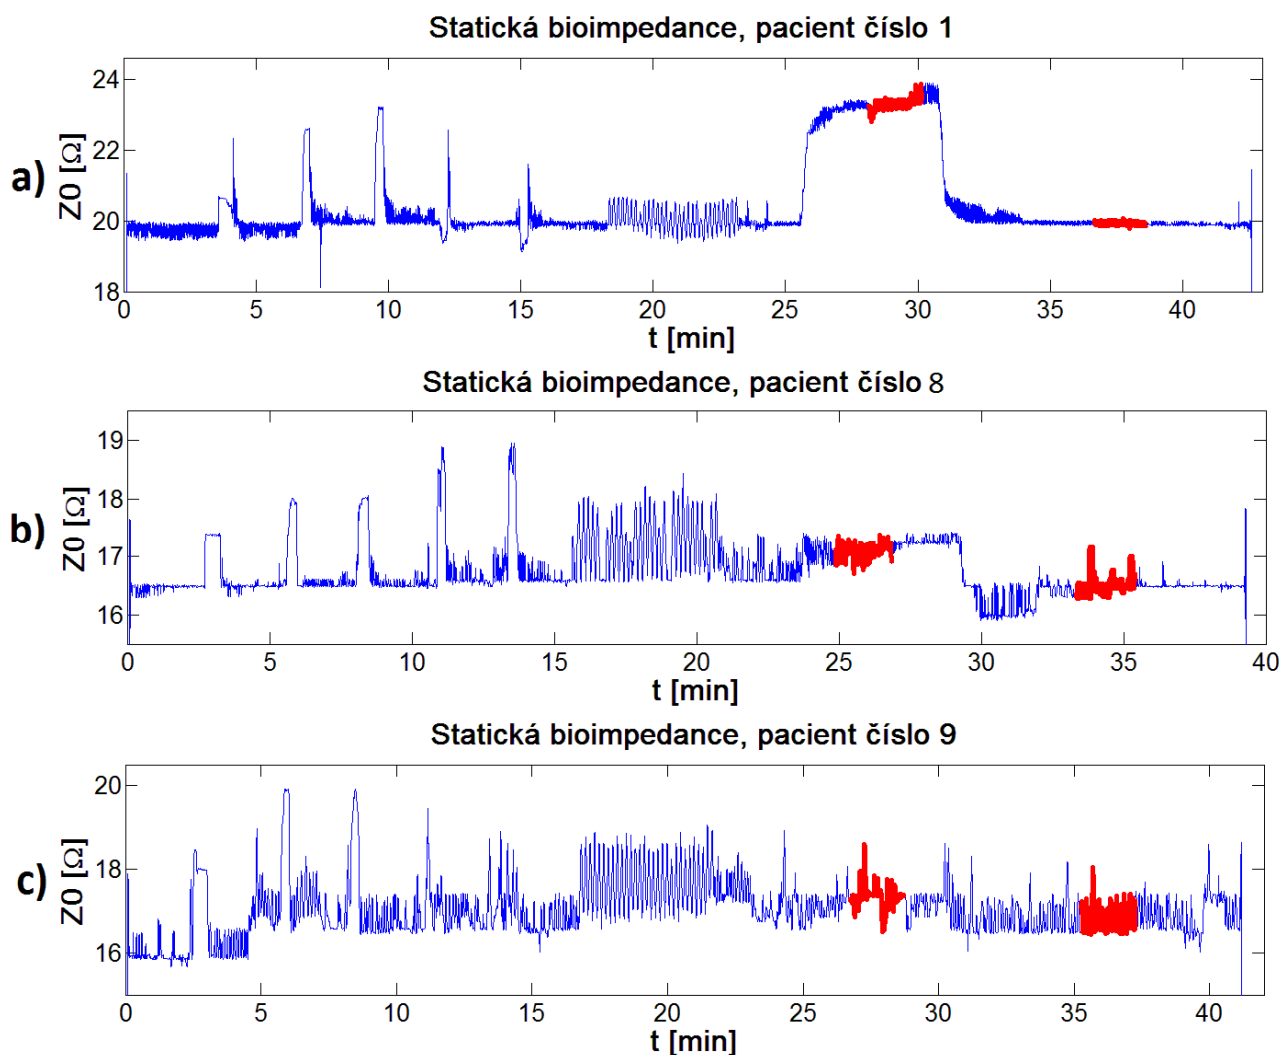 Statická bioimpedance, pacient číslo 1
a)
Z0 [Ω]
24
22
20
18
0 5 10 15 20 25 30 35 40
t [min]
Statická bioimpedance, pacient číslo 8
b)
Z0 [Ω]
19
18
17
16
0 5 10 15 20 25 30 35 40
t [min]
Statická bioimpedance, pacient číslo 9
c)
Z0 [Ω]
20
18
16
0 5 10 15 20 25 30 35 40
t [min]